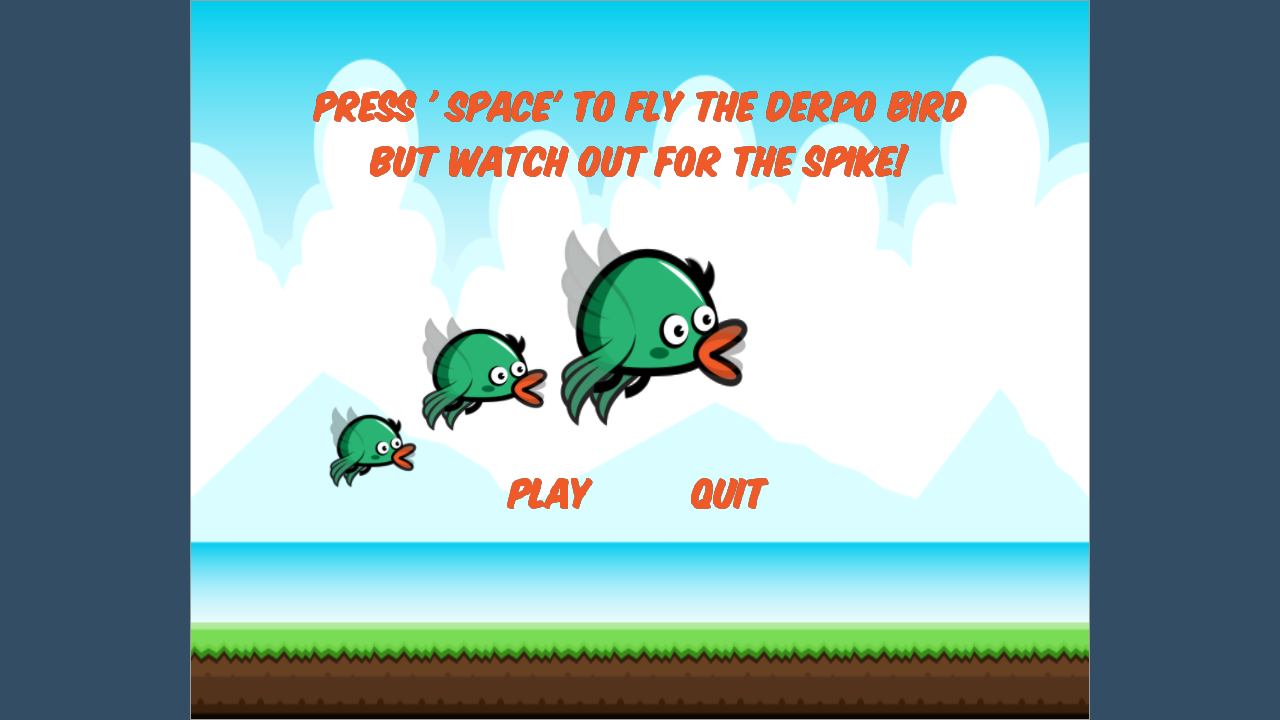 PRESS ' SPACE' TO FLY THE DERPO BIRD
BUT WATCH OUT FOR THE SPIKE!
PLAY QUIT